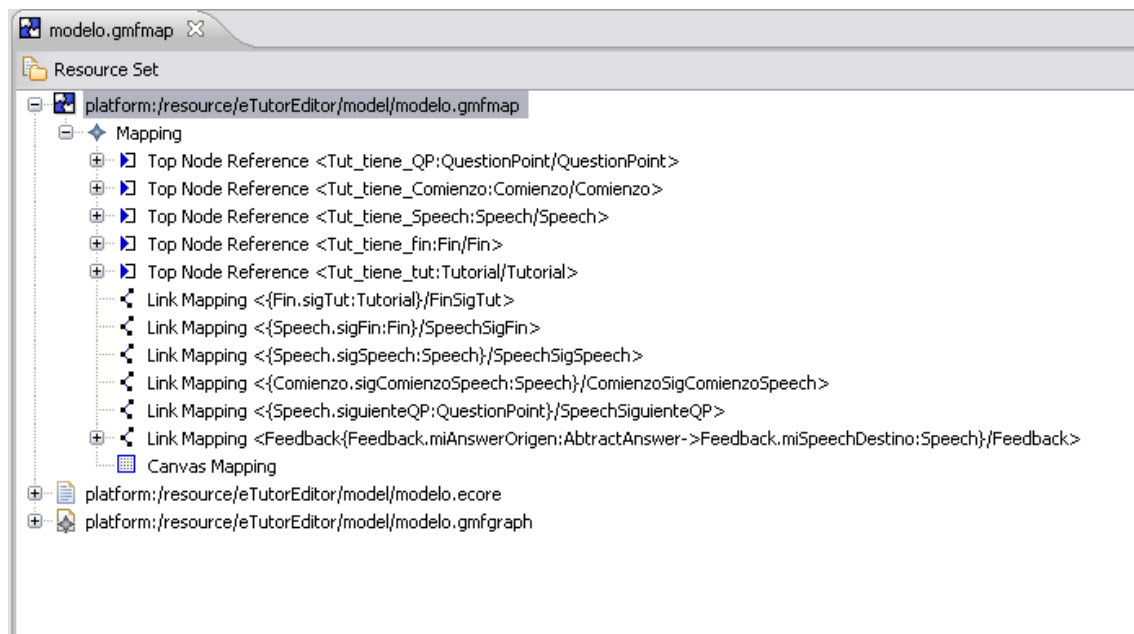 modelo.gmfmap
Resource Set
platform:/resource/eTutorEditor/model/modelo.gmfmap
Mapping
Top Node Reference <Tut_tiene_QP:QuestionPoint/QuestionPoint>
Top Node Reference <Tut_tiene_Comienzo:Comienzo/Comienzo>
Top Node Reference <Tut_tiene_Speech:Speech/Speech>
Top Node Reference <Tut_tiene_fin:Fin/Fin>
Top Node Reference <Tut_tiene_tut:Tutorial/Tutorial>
Link Mapping <{Fin.sigTut:Tutorial}/FinSigTut>
Link Mapping <{Speech.sigFin:Fin}/SpeechSigFin>
Link Mapping <{Speech.sigSpeech:Speech}/SpeechSigSpeech>
Link Mapping <{Comienzo.sigComienzoSpeech:Speech}/ComienzoSigComienzoSpeech>
Link Mapping <{Speech.siguienteQP:QuestionPoint}/SpeechSiguienteQP>
Link Mapping <Feedback{Feedback.miAnswerOrigen:AbtractAnswer->Feedback.miSpeechDestino:Speech}/Feedback>
Canvas Mapping
platform:/resource/eTutorEditor/model/modelo.ecore
platform:/resource/eTutorEditor/model/modelo.gmfgraph